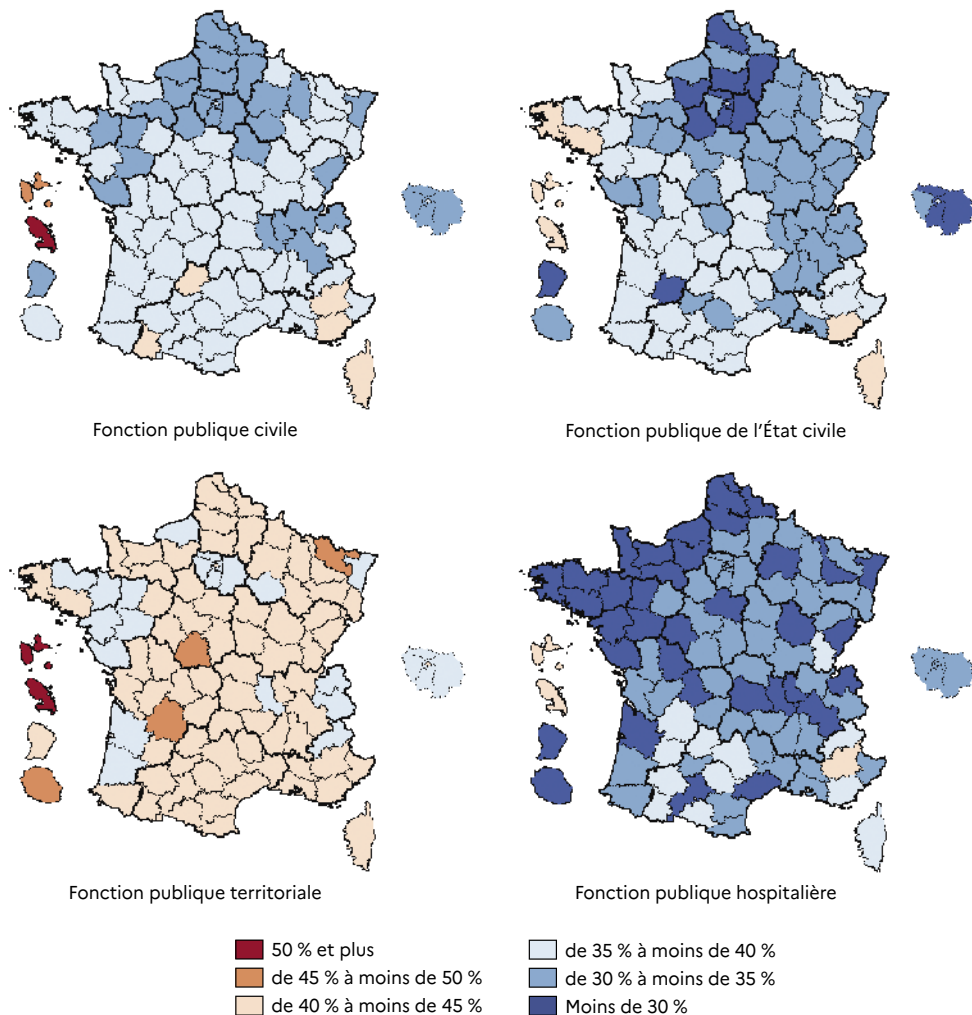 Fonction publique civile
Fonction publique de l'État civile
Fonction publique territoriale
Fonction publique hospitalière
50 % et plus
de 45 % à moins de 50 %
de 40 % à moins de 45 %
de 35 % à moins de 40 %
de 30 % à moins de 35 %
Moins de 30 %